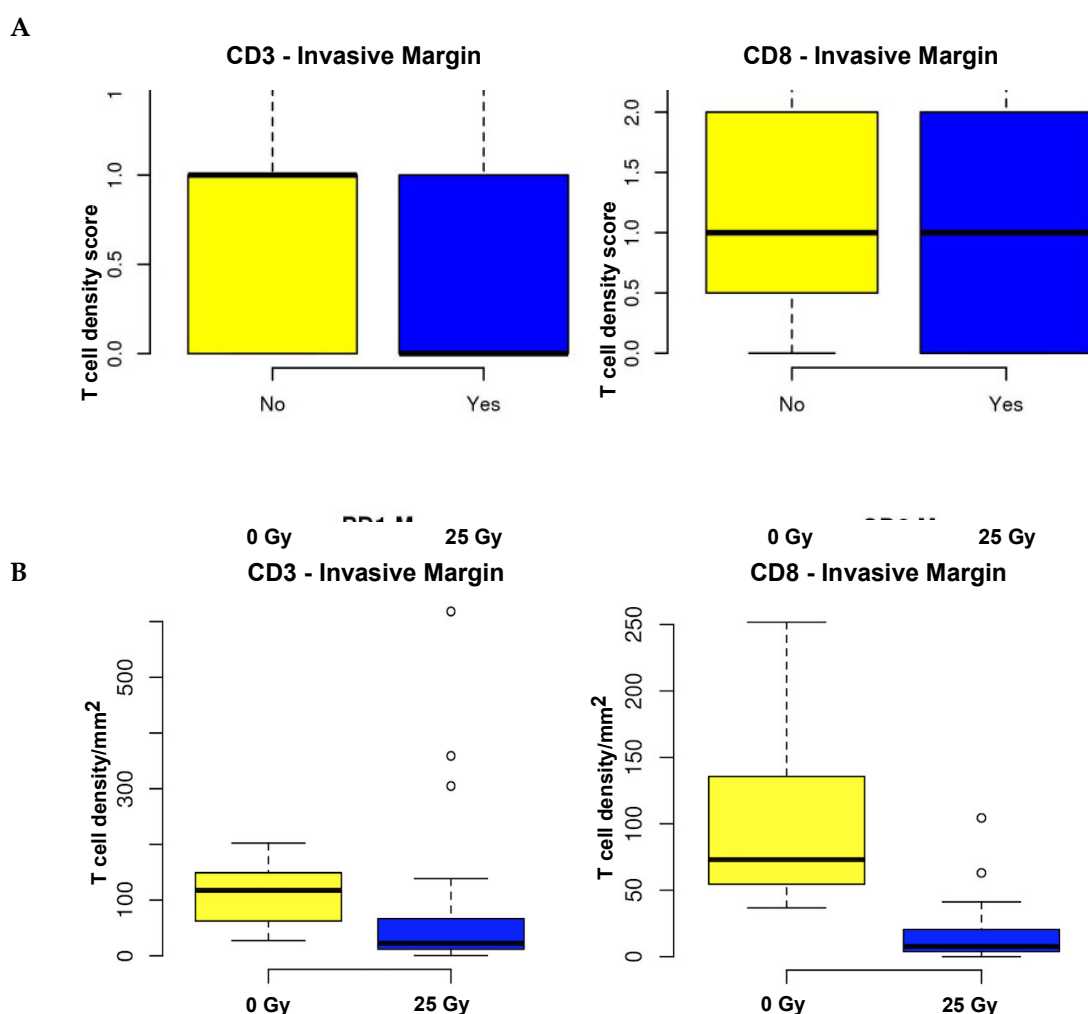 A
CD3 - Invasive Margin
CD8 - Invasive Margin
T cell density score
1
1.0
0.5
0.0
No
Yes
T cell density score
2.0
1.5
1.0
0.5
0.0
No
Yes
0 Gy
25 Gy
0 Gy
25 Gy
B
CD3 - Invasive Margin
CD8 - Invasive Margin
T cell density/mm²
500
300
100
0
0 Gy
25 Gy
T cell density/mm²
250
200
150
100
50
0
0 Gy
25 Gy